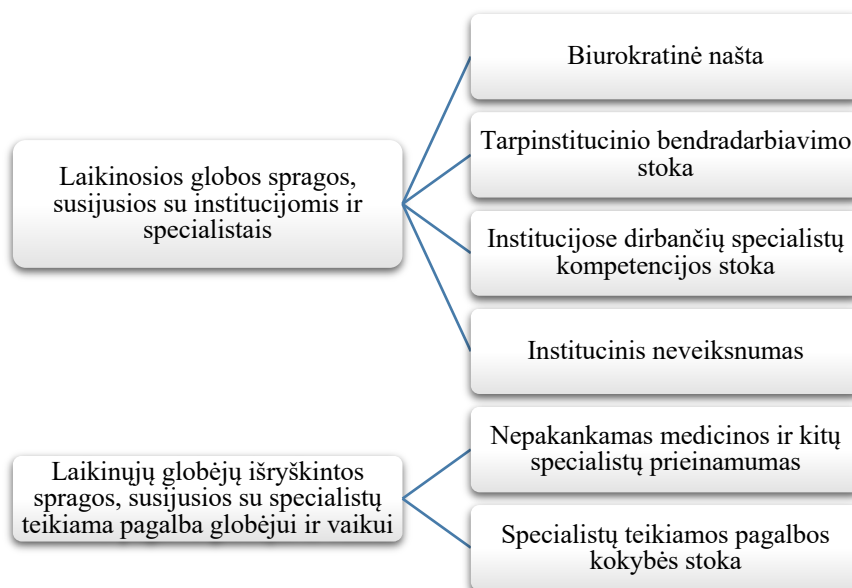 Laikinosios globos spragos,
susijusios su institucijomis ir
specialistais
Biurokratinė našta
Tarpinstitucinio bendradarbiavimo
stoka
Institucijose dirbančių specialistų
kompetencijos stoka
Institucinis neveiksnumas
Laikinųjų globėjų išryškintos
spragos, susijusios su specialistų
teikiama pagalba globėjui ir vaikui
Nepakankamas medicinos ir kitų
specialistų prieinamumas
Specialistų teikiamos pagalbos
kokybės stoka